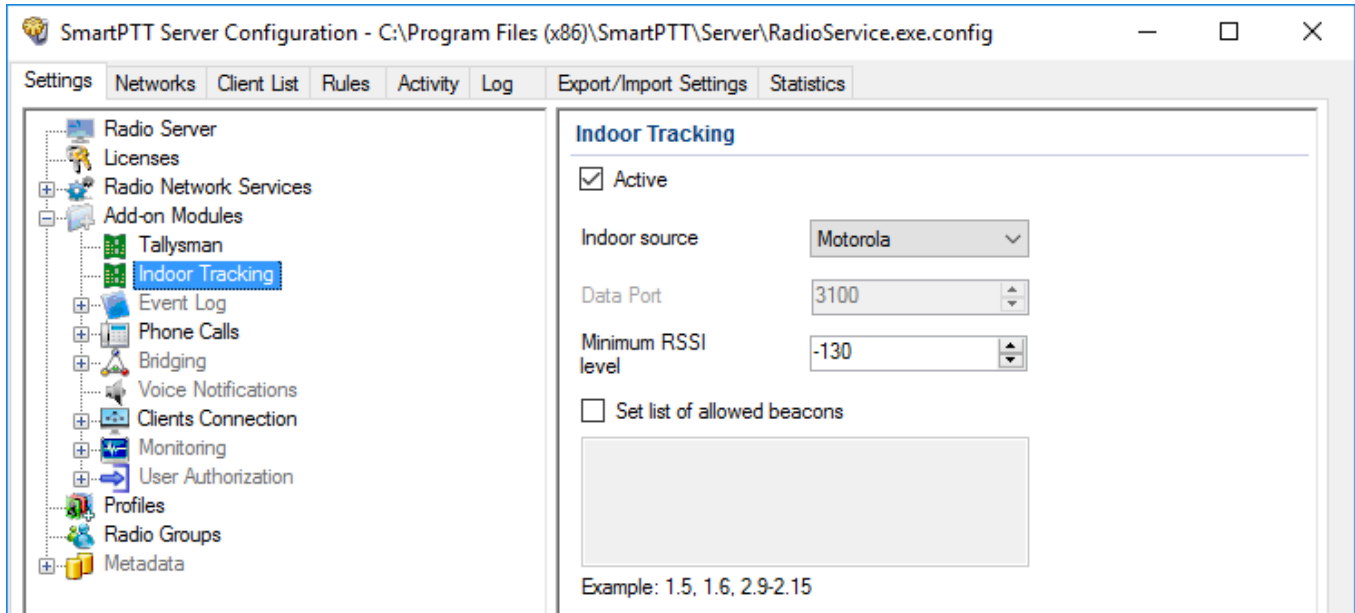 SmartPTT Server Configuration - C:\Program Files (x86)\SmartPTT\Server\RadioService.exe.config
Settings Networks Client List Rules Activity Log Export/Import Settings Statistics
Radio Server
Licenses
Radio Network Services
Add-on Modules
Tallysman
Indoor Tracking
Event Log
Phone Calls
Bridging
Voice Notifications
Clients Connection
Monitoring
User Authorization
Profiles
Radio Groups
Metadata
Indoor Tracking
Active
Indoor source Motorola
Data Port 3100
Minimum RSSI
level
-130
Set list of allowed beacons
Example: 1.5, 1.6, 2.9-2.15